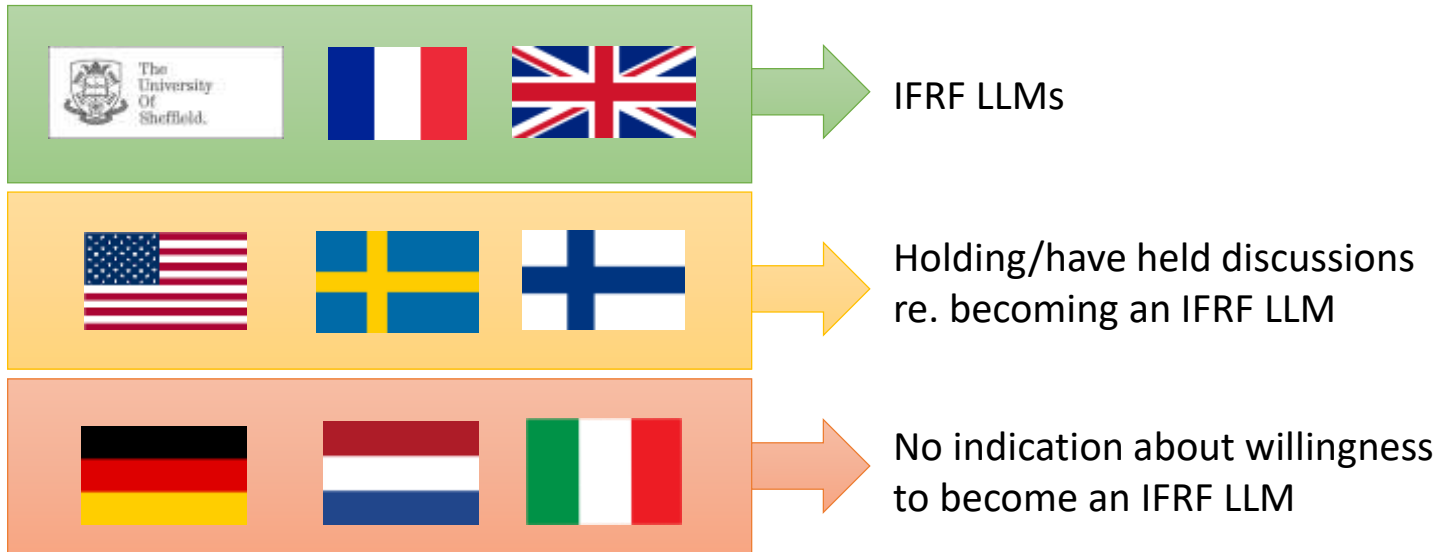 The
University
Of
Sheffield.
IFRF LLMs
Holding/have held discussions
re. becoming an IFRF LLM
No indication about willingness
to become an IFRF LLM